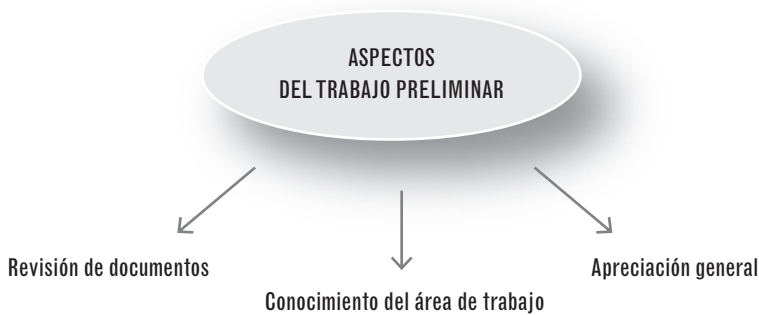 ASPECTOS
DEL TRABAJO PRELIMINAR
Revisión de documentos
Conocimiento del área de trabajo
Apreciación general